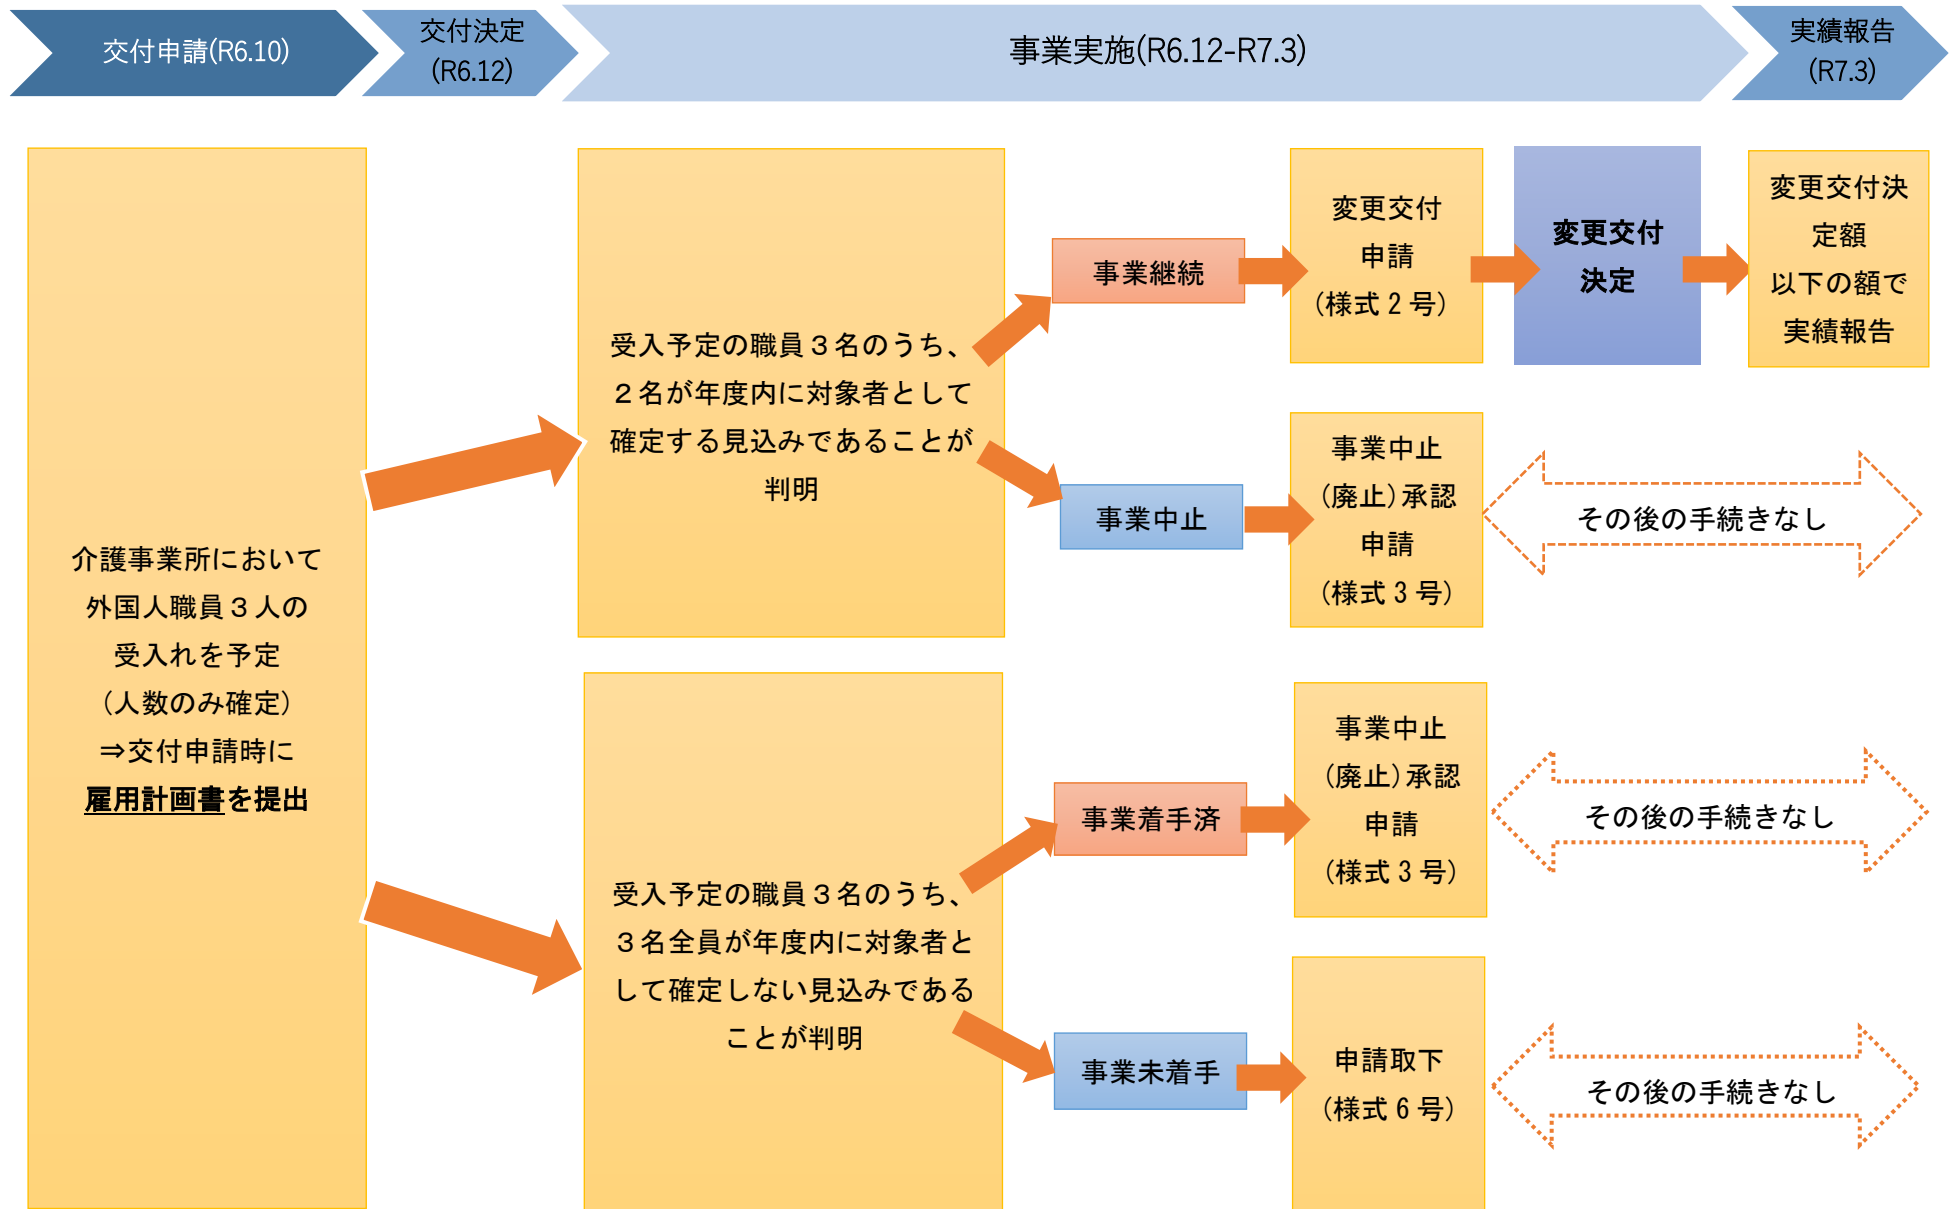 交付申請(R6.10)
交付決定
(R6.12)
事業実施(R6.12-R7.3)
実績報告
(R7.3)
介護事業所において
外国人職員３人の
受入れを予定
（人数のみ確定）
⇒交付申請時に
雇用計画書を提出
受入予定の職員３名のうち、
２名が年度内に対象者として
確定する見込みであることが
判明
事業継続
変更交付
申請
（様式２号）
変更交付
決定
変更交付決
定額
以下の額で
実績報告
事業中止
事業中止
（廃止）承認
申請
（様式３号）
その後の手続きなし
受入予定の職員３名のうち、
３名全員が年度内に対象者と
して確定しない見込みである
ことが判明
事業着手済
事業中止
（廃止）承認
申請
（様式３号）
その後の手続きなし
事業未着手
申請取下
（様式６号）
その後の手続きなし